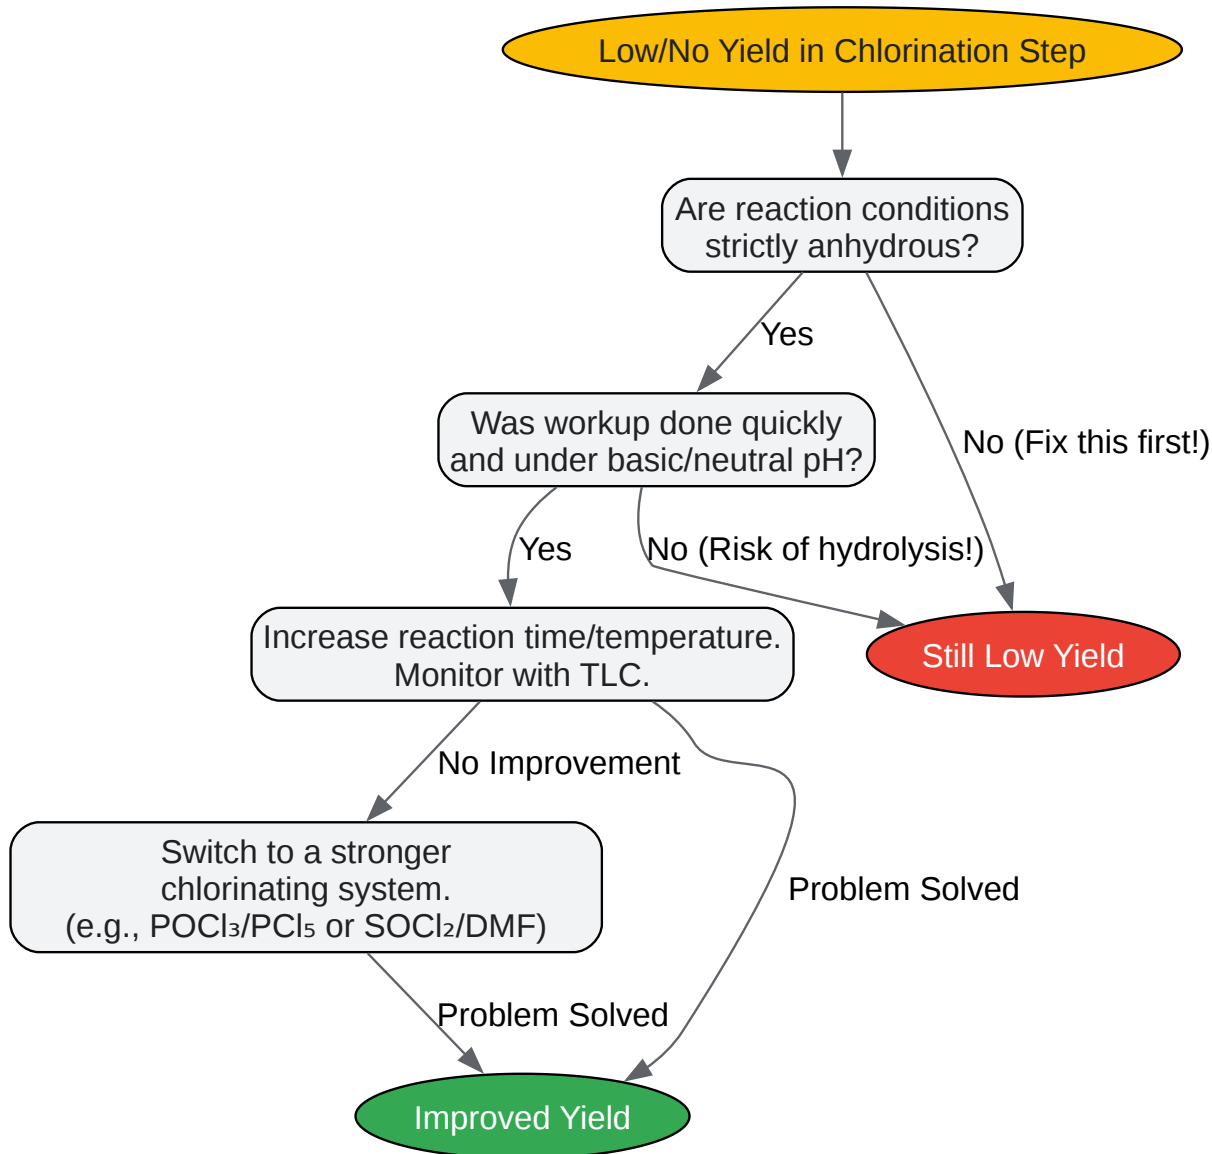 Low/No Yield in Chlorination Step
Are reaction conditions
strictly anhydrous?
Yes
Was workup done quickly
and under basic/neutral pH?
No (Fix this first!)
Yes
No (Risk of hydrolysis!)
Increase reaction time/temperature.
Monitor with TLC.
Still Low Yield
No Improvement
Switch to a stronger
chlorinating system.
(e.g., POCl₃/PCl₅ or SOCl₂/DMF)
Problem Solved
Problem Solved
Improved Yield